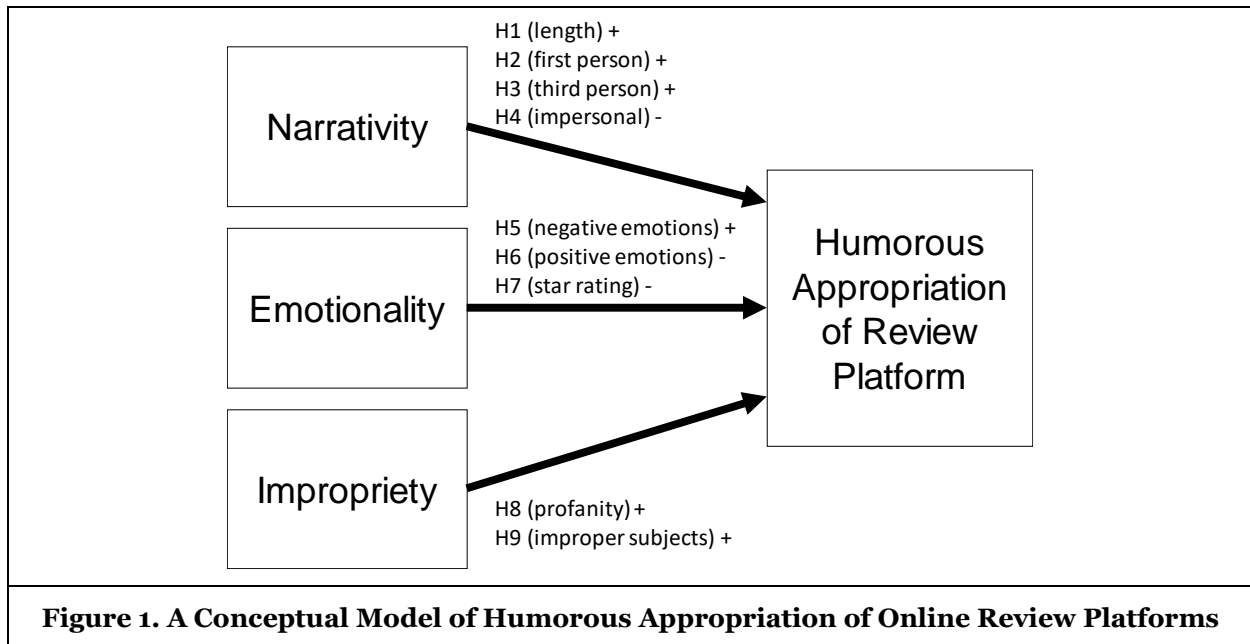 H1 (length) +
H2 (first person) +
H3 (third person) +
H4 (impersonal) -
Narrativity
H5 (negative emotions) +
H6 (positive emotions) -
H7 (star rating) -
Emotionality
Humorous
Appropriation
of Review
Platform
Impropriety
H8 (profanity) +
H9 (improper subjects) +
Figure 1. A Conceptual Model of Humorous Appropriation of Online Review Platforms